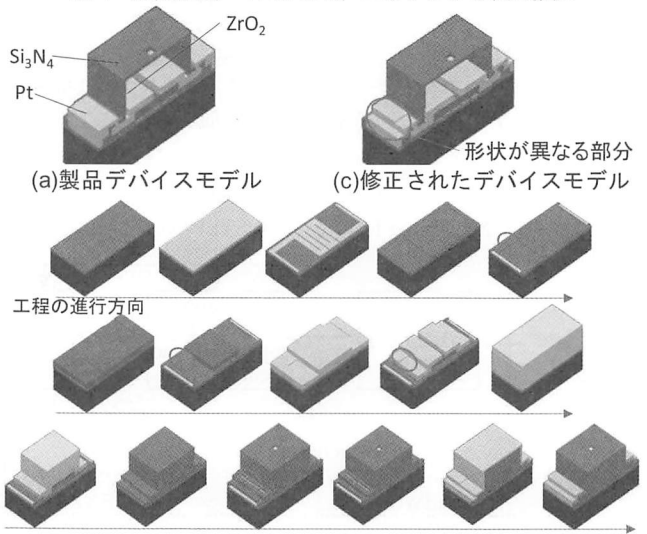 ZrO₂
Si₃N₄
Pt
形状が異なる部分
(a)製品デバイスモデル
(c)修正されたデバイスモデル
工程の進行方向